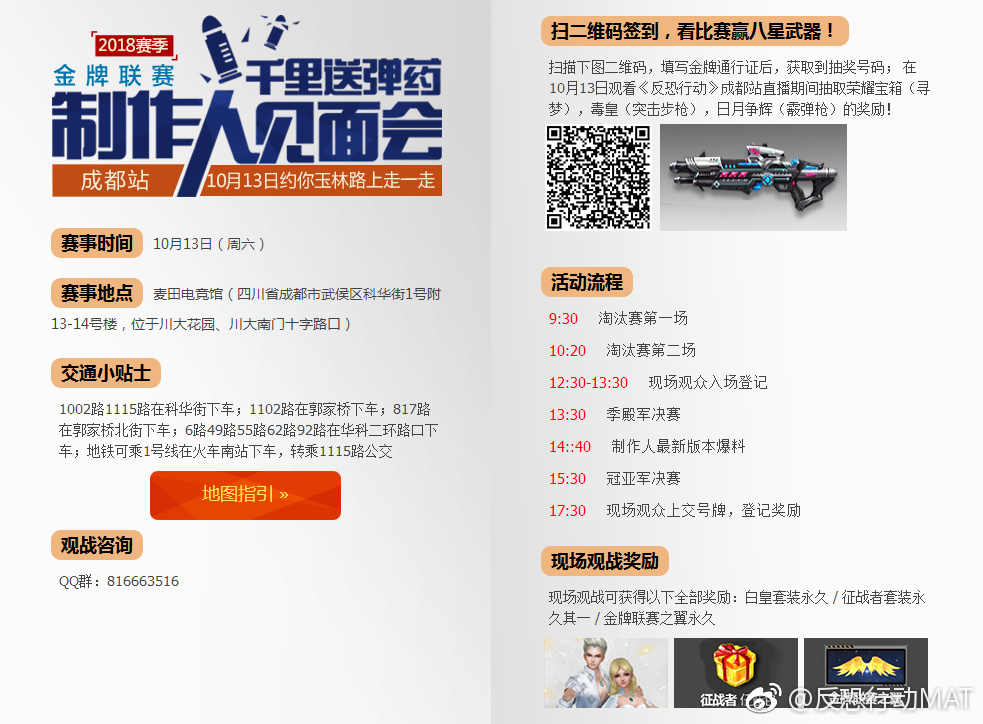 2018赛季
金牌联赛
千里送弹药
制作人见面会
成都站
10月13日约你玉林路上走一走
赛事时间 10月13日（周六）
赛事地点 麦田电竞馆（四川省成都市武侯区科华街1号附
13-14号楼，位于川大花园、川大南门十字路口）
交通小贴士
1002路1115路在科华街下车；1102路在郭家桥下车；817路
在郭家桥北街下车；6路49路55路62路92路在华科二环路口下
车；地铁可乘1号线在火车南站下车，转乘1115路公交
地图指引 »
观战咨询
QQ群：816663516
扫二维码签到，看比赛赢八星武器！
扫描下图二维码，填写金牌通行证后，获取到抽奖号码； 在
10月13日观看《反恐行动》成都站直播期间抽取荣耀宝箱（寻
梦），毒皇（突击步枪），日月争辉（霰弹枪）的奖励！
活动流程
9:30 淘汰赛第一场
10:20 淘汰赛第二场
12:30-13:30 现场观众入场登记
13:30 季殿军决赛
14::40 制作人最新版本爆料
15:30 冠亚军决赛
17:30 现场观众上交号牌，登记奖励
现场观战奖励
现场观战可获得以下全部奖励：白皇套装永久 / 征战者套装永
久其一 / 金牌联赛之翼永久
征战者
@反恐行动MAT